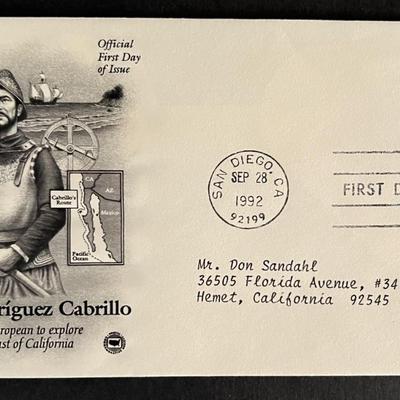 Official
First Day
of Issue
CA
AZ
Cabrillo's
Route
Mexico
Pacific
Ocean
ríguez Cabrillo
ropean to explore
ast of California
SAN DIEGO, CA
SEP 28
1992
92199
FIRST D
Mr. Don Sandahl
36505 Florida Avenue, #34
Hemet, California 92545